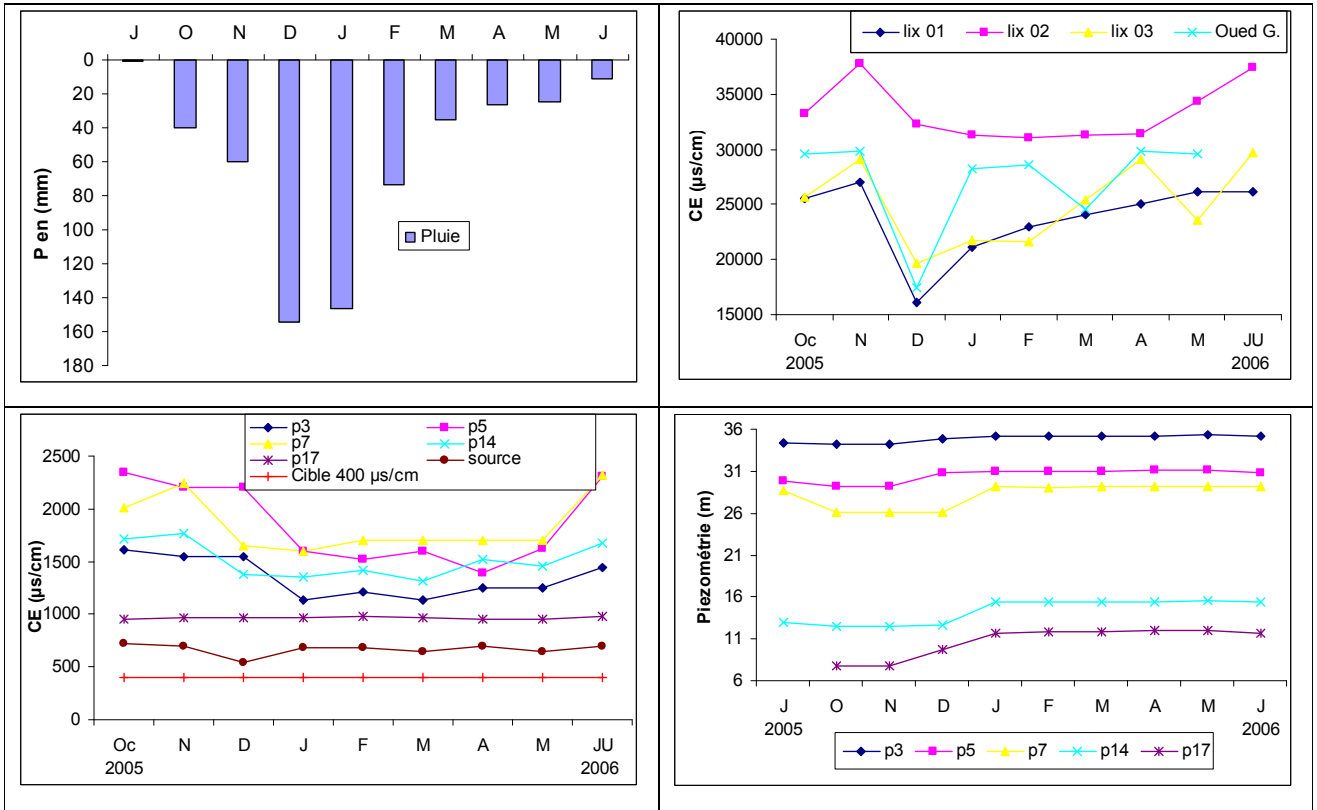 J O N D J F M A M J
0
20
40
60
80
100
120
140
160
180
P en (mm)
Pluie
lix 01 lix 02 lix 03 Oued G.
40000
35000
30000
25000
20000
15000
CE (µs/cm)
Oc N D J F M A M JU
2005 2006
p3 p5
p7 p14
p17 source
Cible 400 µs/cm
2500
2000
1500
1000
500
0
CE (µs/cm)
Oc N D J F M A M JU
2005 2006
36
31
26
21
16
11
6
Piezométrie (m)
J O N D J F M A M J
2005 2006
p3 p5 p7 p14 p17